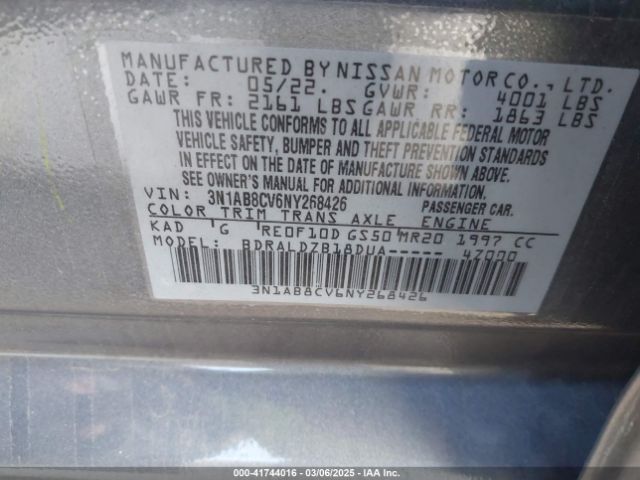 MANUFACTURED BY NISSAN MOTOR CO., LTD.
DATE: 05/22. GVWR: 4001 LBS
GAWR FR: 2161 LBS GAWR RR: 1863 LBS
THIS VEHICLE CONFORMS TO ALL APPLICABLE FEDERAL MOTOR
VEHICLE SAFETY, BUMPER AND THEFT PREVENTION STANDARDS
IN EFFECT ON THE DATE OF MANUFACTURE SHOWN ABOVE.
SEE OWNER'S MANUAL FOR ADDITIONAL INFORMATION.
VIN: 3N1AB8CV6NY268426 PASSENGER CAR.
COLOR TRIM TRANS AXLE ENGINE
KAD G RE0F10D GS50 MR20 1997 CC
MODEL: BDRALDZB18DUA----- 4Z000
3N1AB8CV6NY268426
000-41744016 - 03/06/2025 - IAA Inc.